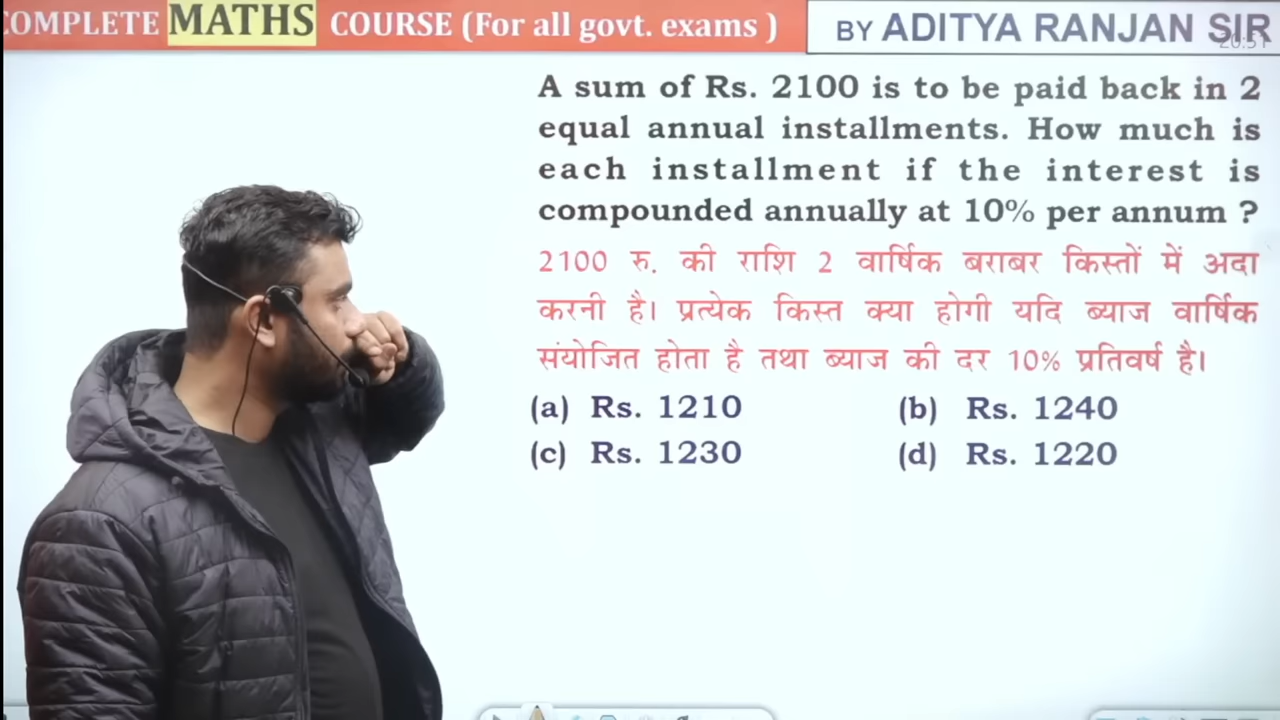 COMPLETE MATHS COURSE (For all govt. exams )
BY ADITYA RANJAN SIR
20:51
A sum of Rs. 2100 is to be paid back in 2
equal annual installments. How much is
each installment if the interest is
compounded annually at 10% per annum ?
2100 रु. की राशि 2 वार्षिक बराबर किस्तों में अदा
करनी है। प्रत्येक किस्त क्या होगी यदि ब्याज वार्षिक
संयोजित होता है तथा ब्याज की दर 10% प्रतिवर्ष है।
(a) Rs. 1210 (b) Rs. 1240
(c) Rs. 1230 (d) Rs. 1220